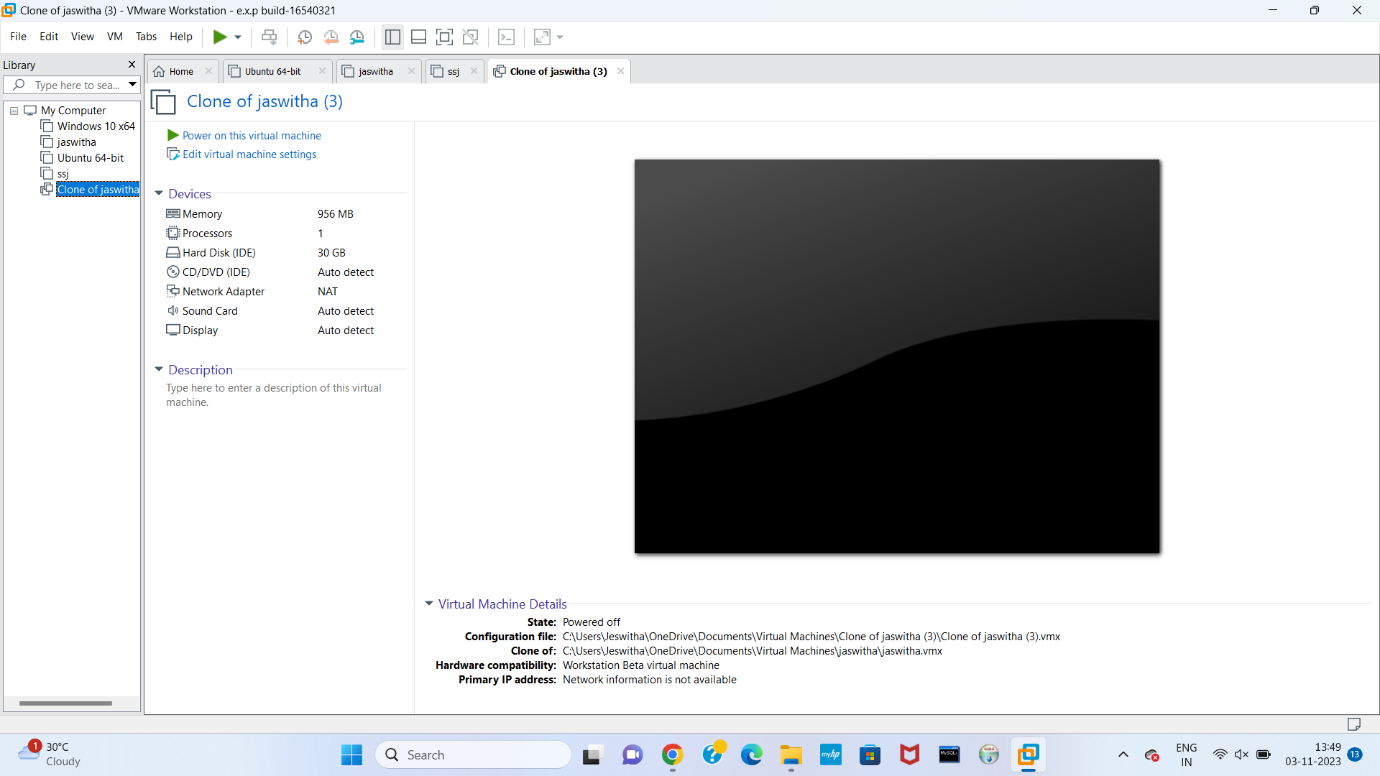 Clone of jaswitha (3) - VMware Workstation - e.x.p build-16540321
File Edit View VM Tabs Help
Library
Type here to sea...
My Computer
Windows 10 x64
jaswitha
Ubuntu 64-bit
ssj
Clone of jaswitha
Home Ubuntu 64-bit jaswitha ssj Clone of jaswitha (3)
Clone of jaswitha (3)
Power on this virtual machine
Edit virtual machine settings
Devices
Memory 956 MB
Processors 1
Hard Disk (IDE) 30 GB
CD/DVD (IDE) Auto detect
Network Adapter NAT
Sound Card Auto detect
Display Auto detect
Description
Type here to enter a description of this virtual
machine.
Virtual Machine Details
State: Powered off
Configuration file: C:\Users\Jeswitha\OneDrive\Documents\Virtual Machines\Clone of jaswitha (3)\Clone of jaswitha (3).vmx
Clone of: C:\Users\Jeswitha\OneDrive\Documents\Virtual Machines\jaswitha\jaswitha.vmx
Hardware compatibility: Workstation Beta virtual machine
Primary IP address: Network information is not available
1
30°C
Cloudy
Search
myhp
MySQL
ENG
IN
13:49
03-11-2023
13